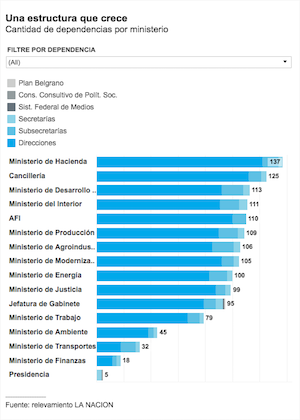 Una estructura que crece
Cantidad de dependencias por ministerio
FILTRE POR DEPENDENCIA
(All)
Plan Belgrano
Cons. Consultivo de Polít. Soc.
Sist. Federal de Medios
Secretarías
Subsecretarías
Direcciones
Ministerio de Hacienda 137
Cancillería 125
Ministerio de Desarrollo .. 113
Ministerio del Interior 111
AFI 110
Ministerio de Producción 109
Ministerio de Agroindus.. 106
Ministerio de Moderniza.. 105
Ministerio de Energía 100
Ministerio de Justicia 99
Jefatura de Gabinete 95
Ministerio de Trabajo 79
Ministerio de Ambiente 45
Ministerio de Transportes 32
Ministerio de Finanzas 18
Presidencia 5
Fuente: relevamiento LA NACION